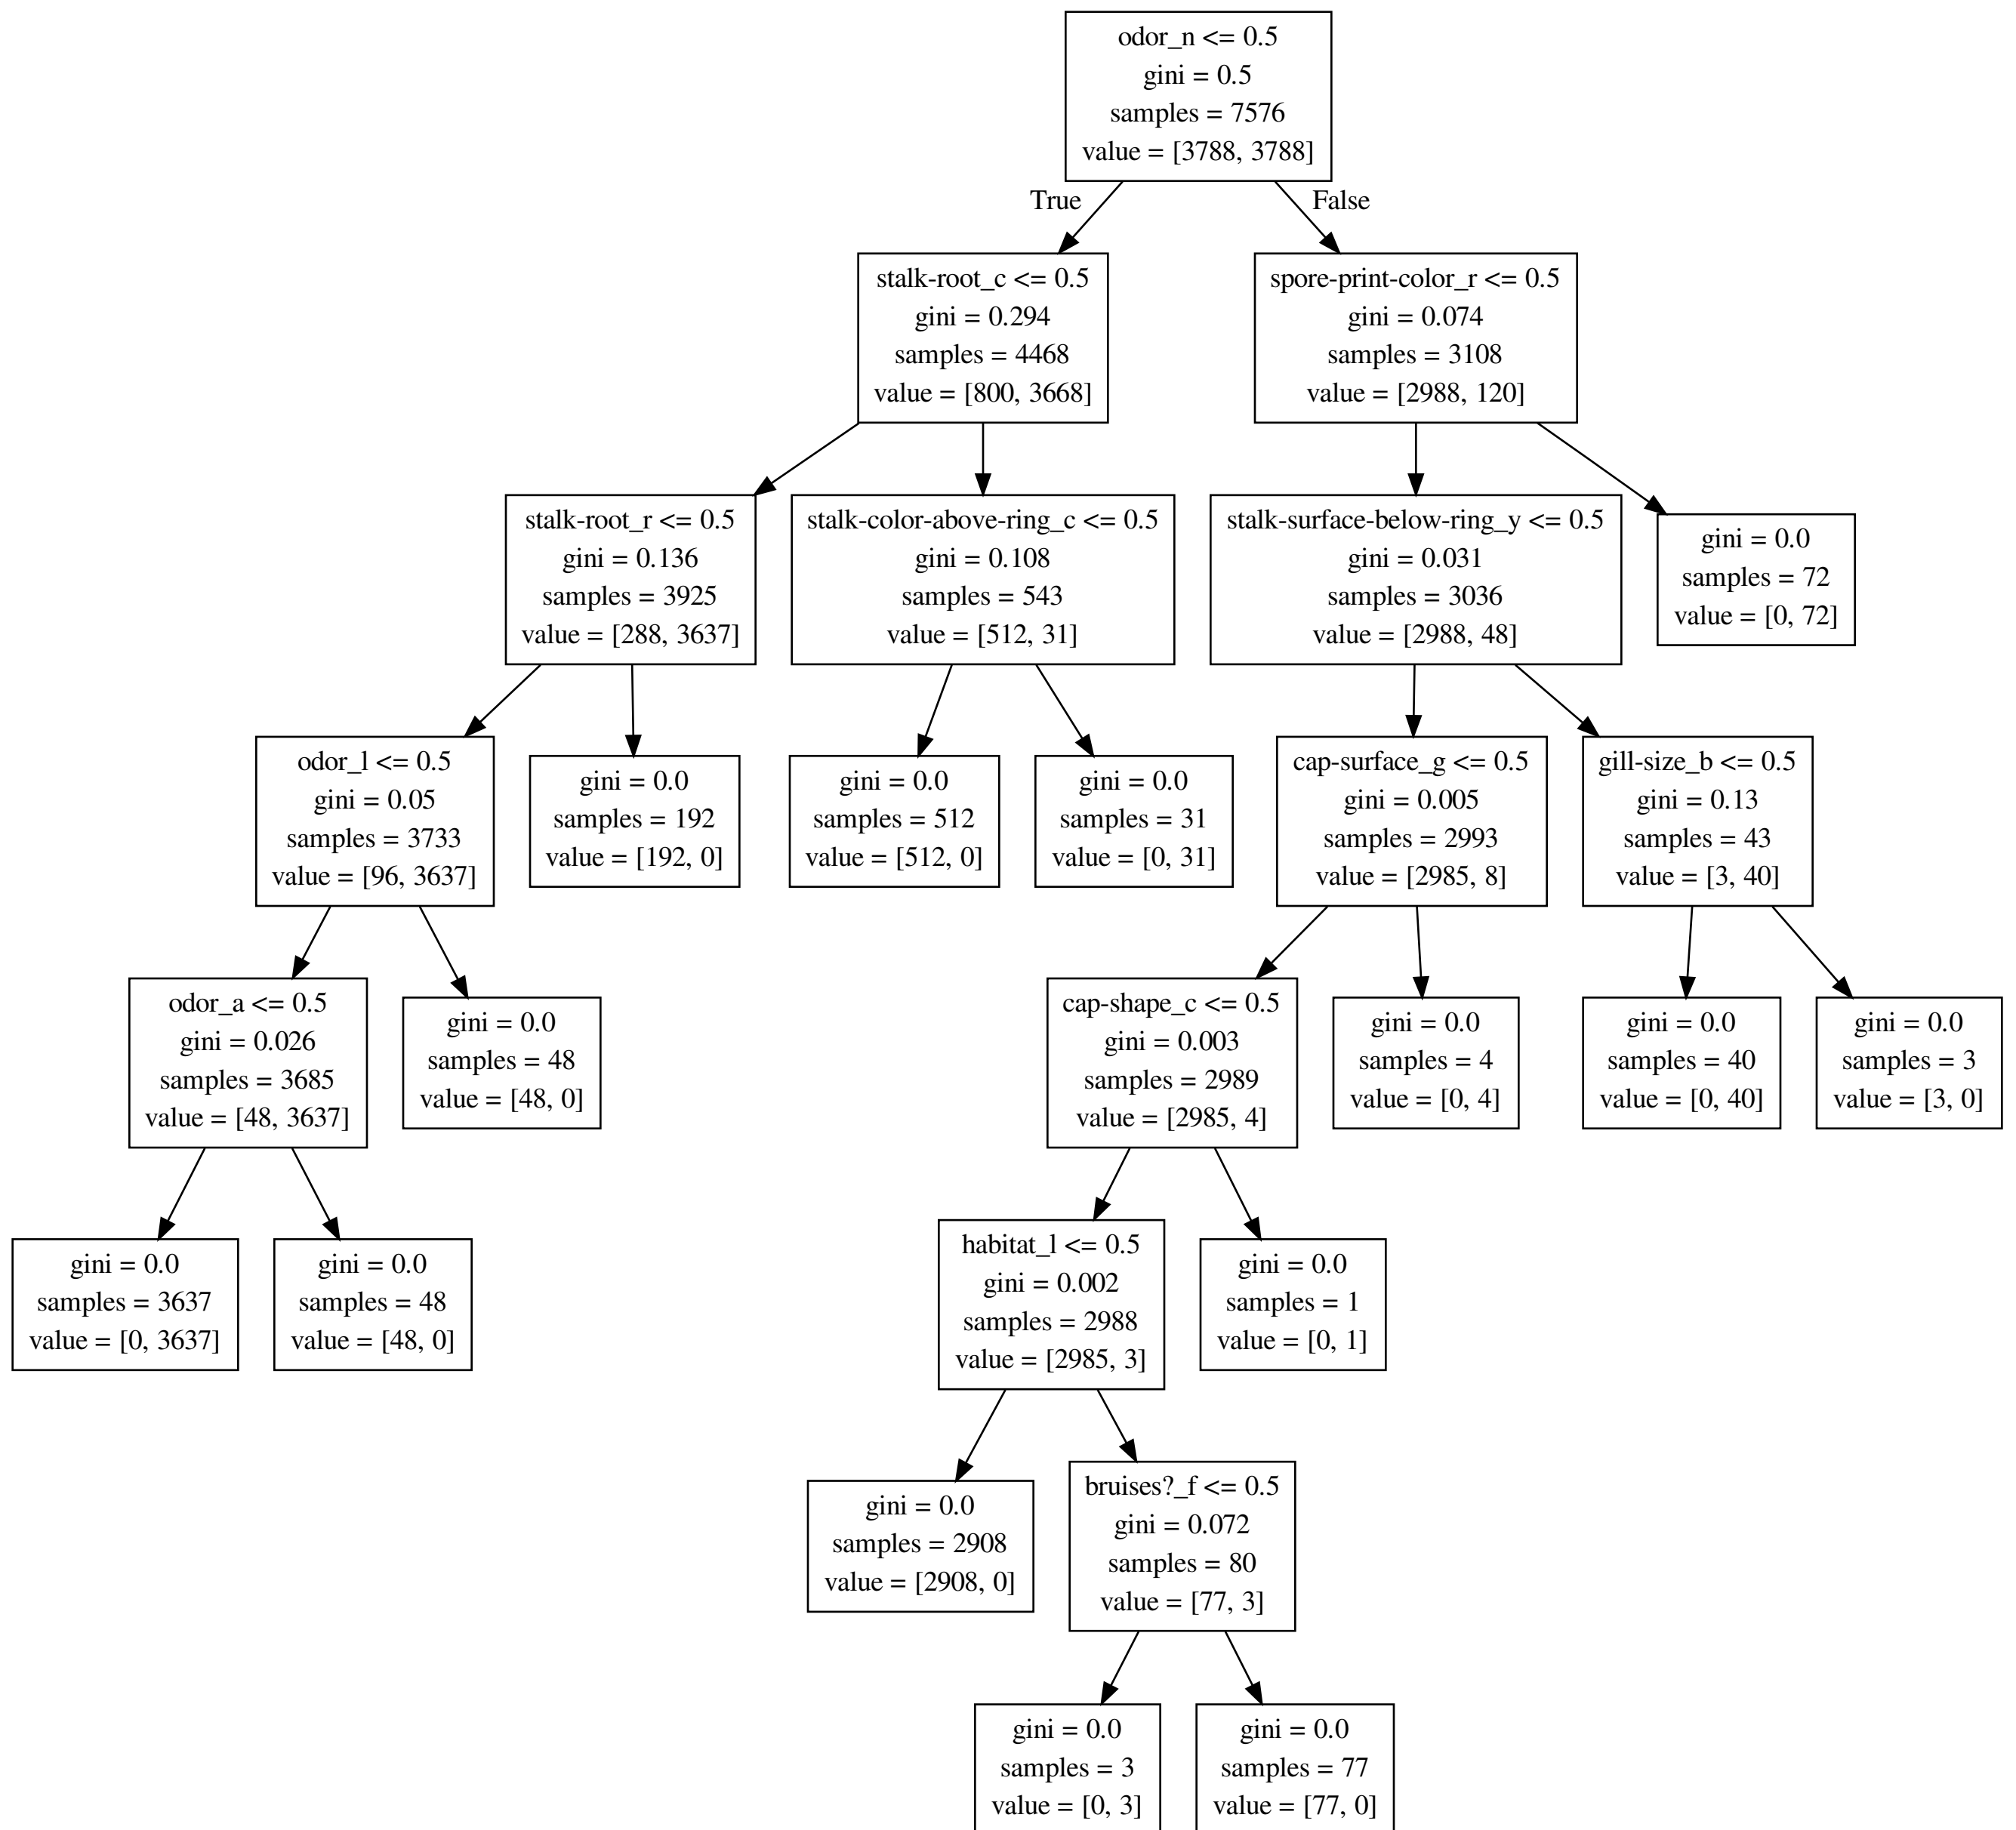 odor_n <= 0.5
gini = 0.5
samples = 7576
value = [3788, 3788]
True
False
stalk-root_c <= 0.5
gini = 0.294
samples = 4468
value = [800, 3668]
spore-print-color_r <= 0.5
gini = 0.074
samples = 3108
value = [2988, 120]
stalk-root_r <= 0.5
gini = 0.136
samples = 3925
value = [288, 3637]
stalk-color-above-ring_c <= 0.5
gini = 0.108
samples = 543
value = [512, 31]
stalk-surface-below-ring_y <= 0.5
gini = 0.031
samples = 3036
value = [2988, 48]
gini = 0.0
samples = 72
value = [0, 72]
odor_l <= 0.5
gini = 0.05
samples = 3733
value = [96, 3637]
gini = 0.0
samples = 192
value = [192, 0]
gini = 0.0
samples = 512
value = [512, 0]
gini = 0.0
samples = 31
value = [0, 31]
cap-surface_g <= 0.5
gini = 0.005
samples = 2993
value = [2985, 8]
gill-size_b <= 0.5
gini = 0.13
samples = 43
value = [3, 40]
odor_a <= 0.5
gini = 0.026
samples = 3685
value = [48, 3637]
gini = 0.0
samples = 48
value = [48, 0]
cap-shape_c <= 0.5
gini = 0.003
samples = 2989
value = [2985, 4]
gini = 0.0
samples = 4
value = [0, 4]
gini = 0.0
samples = 40
value = [0, 40]
gini = 0.0
samples = 3
value = [3, 0]
gini = 0.0
samples = 3637
value = [0, 3637]
gini = 0.0
samples = 48
value = [48, 0]
habitat_l <= 0.5
gini = 0.002
samples = 2988
value = [2985, 3]
gini = 0.0
samples = 1
value = [0, 1]
gini = 0.0
samples = 2908
value = [2908, 0]
bruises?_f <= 0.5
gini = 0.072
samples = 80
value = [77, 3]
gini = 0.0
samples = 3
value = [0, 3]
gini = 0.0
samples = 77
value = [77, 0]